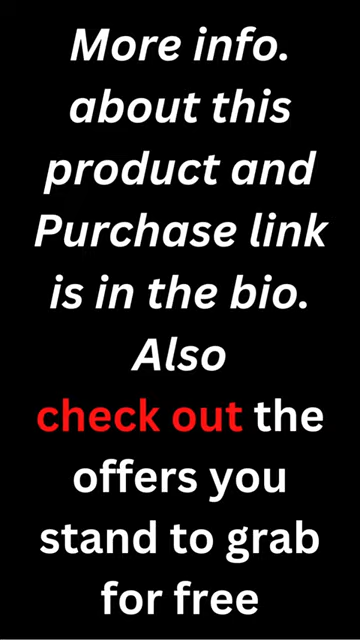 More info.
about this
product and
Purchase link
is in the bio.
Also
check out the
offers you
stand to grab
for free